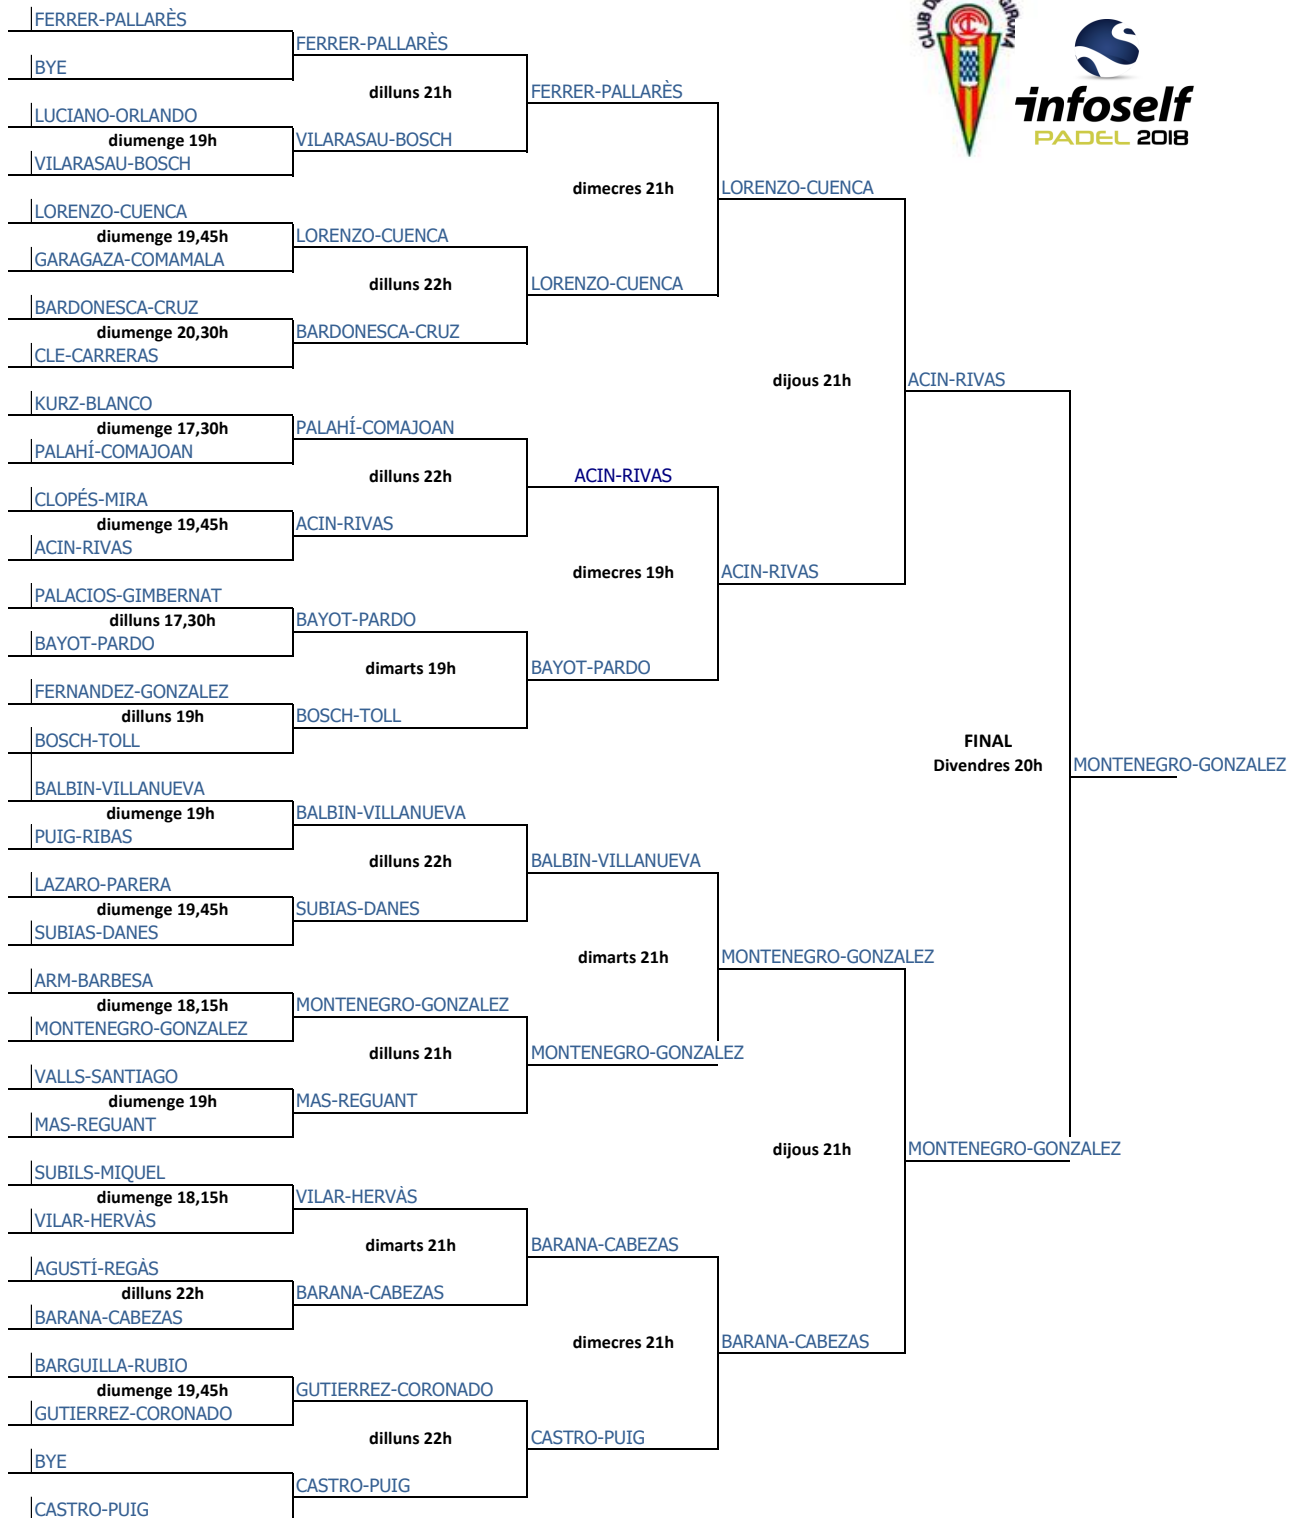 CLUB DE
GIRONA
infoself
PADEL 2018
FERRER-PALLARÈS
FERRER-PALLARÈS
BYE
dilluns 21h
FERRER-PALLARÈS
LUCIANO-ORLANDO
diumenge 19h
VILARASAU-BOSCH
VILARASAU-BOSCH
dimecres 21h
LORENZO-CUENCA
LORENZO-CUENCA
diumenge 19,45h
LORENZO-CUENCA
GARAGAZA-COMAMALA
dilluns 22h
LORENZO-CUENCA
BARDONESCA-CRUZ
diumenge 20,30h
BARDONESCA-CRUZ
CLE-CARRERAS
dijous 21h
ACIN-RIVAS
KURZ-BLANCO
diumenge 17,30h
PALAHÍ-COMAJOAN
PALAHÍ-COMAJOAN
dilluns 22h
ACIN-RIVAS
CLOPÉS-MIRA
diumenge 19,45h
ACIN-RIVAS
ACIN-RIVAS
dimecres 19h
ACIN-RIVAS
PALACIOS-GIMBERNAT
dilluns 17,30h
BAYOT-PARDO
BAYOT-PARDO
dimarts 19h
BAYOT-PARDO
FERNANDEZ-GONZALEZ
dilluns 19h
BOSCH-TOLL
BOSCH-TOLL
FINAL
Divendres 20h
MONTENEGRO-GONZALEZ
BALBIN-VILLANUEVA
diumenge 19h
BALBIN-VILLANUEVA
PUIG-RIBAS
dilluns 22h
BALBIN-VILLANUEVA
LAZARO-PARERA
diumenge 19,45h
SUBIAS-DANES
SUBIAS-DANES
dimarts 21h
MONTENEGRO-GONZALEZ
ARM-BARBESA
diumenge 18,15h
MONTENEGRO-GONZALEZ
MONTENEGRO-GONZALEZ
dilluns 21h
MONTENEGRO-GONZALEZ
VALLS-SANTIAGO
diumenge 19h
MAS-REGUANT
MAS-REGUANT
dijous 21h
MONTENEGRO-GONZALEZ
SUBILS-MIQUEL
diumenge 18,15h
VILAR-HERVÀS
VILAR-HERVÀS
dimarts 21h
BARANA-CABEZAS
AGUSTÍ-REGÀS
dilluns 22h
BARANA-CABEZAS
BARANA-CABEZAS
dimecres 21h
BARANA-CABEZAS
BARGUILLA-RUBIO
diumenge 19,45h
GUTIERREZ-CORONADO
GUTIERREZ-CORONADO
dilluns 22h
CASTRO-PUIG
BYE
CASTRO-PUIG
CASTRO-PUIG